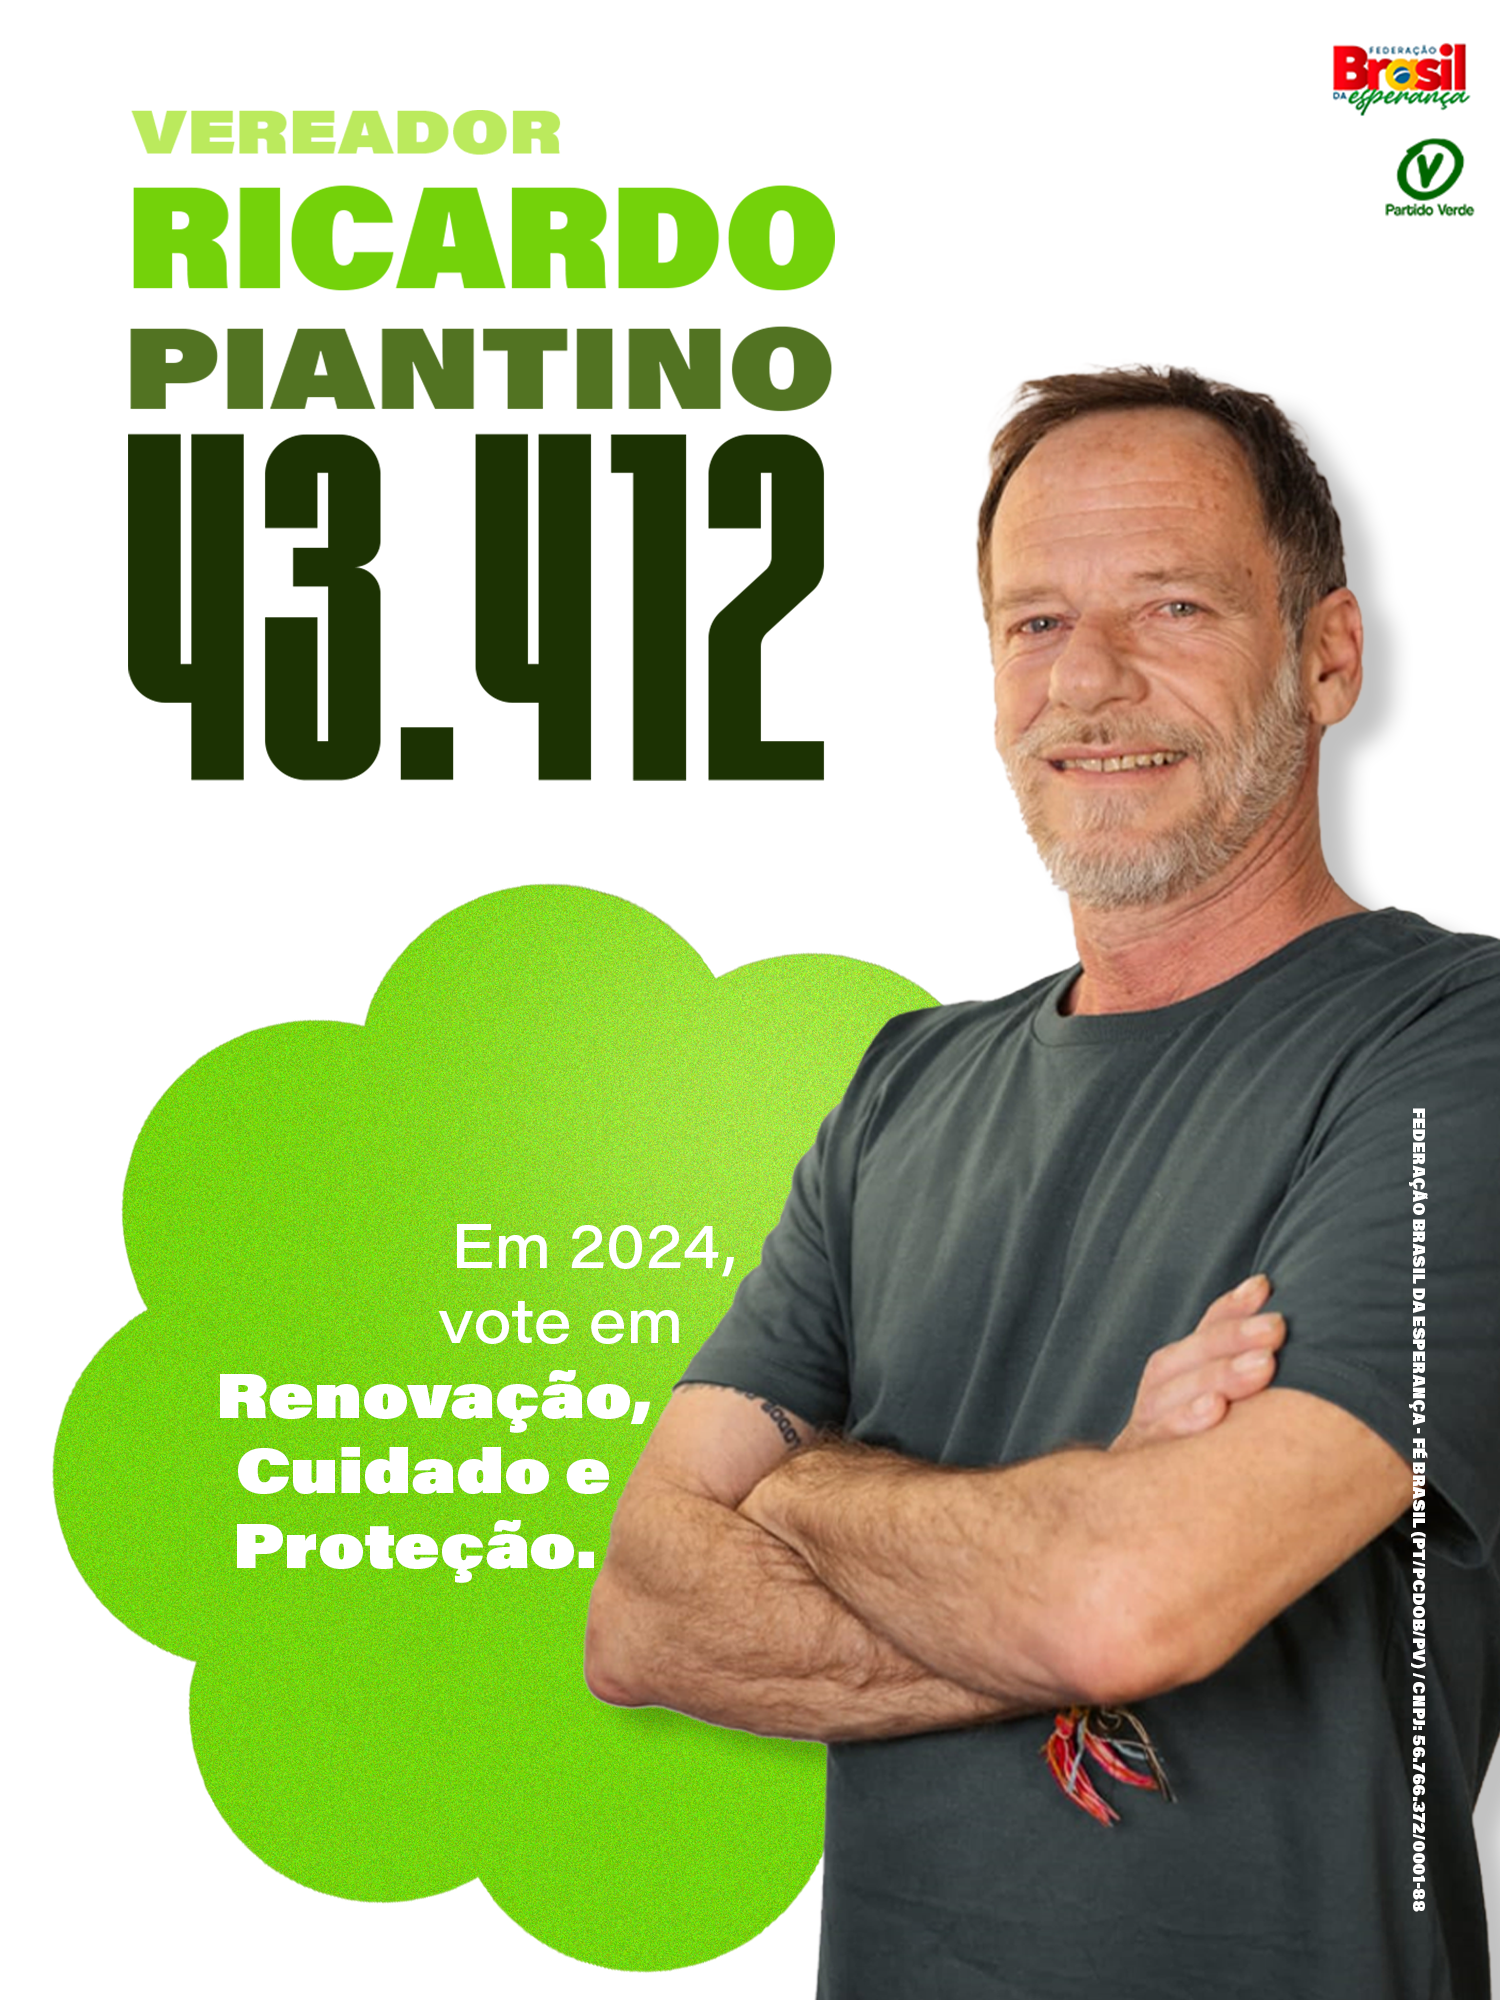 FEDERAÇÃO
Brasil
DA esperança
Partido Verde
VEREADOR
RICARDO
PIANTINO
43.412
Em 2024,
vote em
Renovação,
Cuidado e
Proteção.
FEDERAÇÃO BRASIL DA ESPERANÇA - FÉ BRASIL (PT/PCDOB/PV) / CNPJ: 56.766.372/0001-88